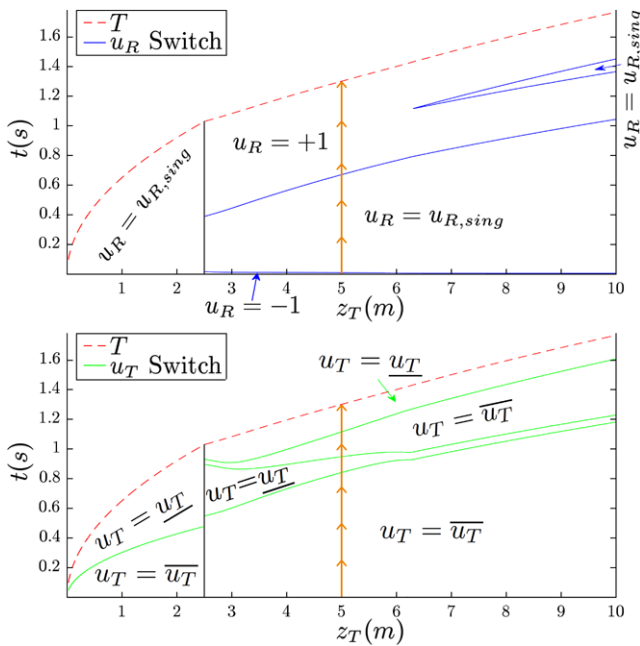 T
u_R Switch
t(s)
1.6
1.4
1.2
1
0.8
0.6
0.4
0.2
u_R = u_{R,sing}
u_R = +1
u_R = u_{R,sing}
u_R = u_{R,sing}
u_R = −1
1 2 3 4 5 6 7 8 9 10
z_T(m)
T
u_T Switch
t(s)
1.6
1.4
1.2
1
0.8
0.6
0.4
0.2
u_T = \underline{u_T}
u_T = \overline{u_T}
u_T = \underline{u_T}
u_T = \underline{u_T}
u_T = \overline{u_T}
u_T = \overline{u_T}
1 2 3 4 5 6 7 8 9 10
z_T(m)